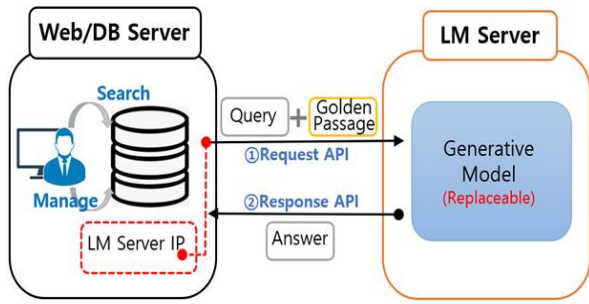 Web/DB Server
LM Server
Search
Manage
LM Server IP
Query
+
Golden
Passage
①Request API
②Response API
Answer
Generative
Model
(Replaceable)